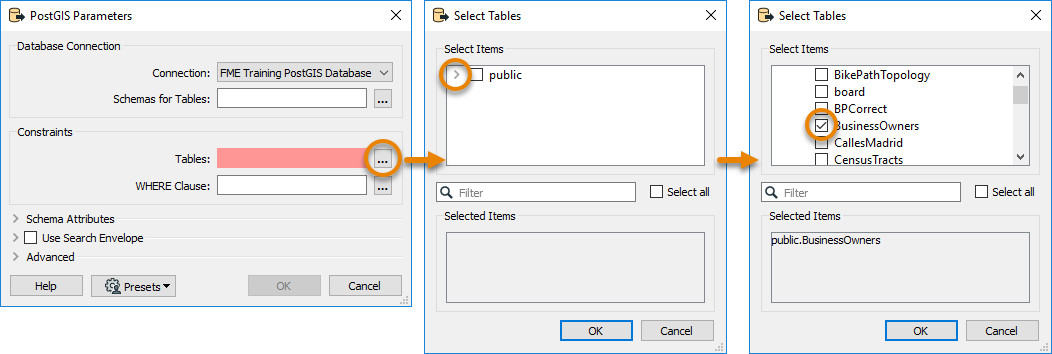 PostGIS Parameters
Database Connection
Connection: FME Training PostGIS Database
Schemas for Tables: ...
Constraints
Tables: ...
WHERE Clause: ...
Schema Attributes
Use Search Envelope
Advanced
Help Presets OK Cancel
Select Tables
Select Items
public
Filter Select all
Selected Items
OK Cancel
Select Tables
Select Items
BikePathTopology
board
BPCorrect
BusinessOwners
CallesMadrid
CensusTracts
Filter Select all
Selected Items
public.BusinessOwners
OK Cancel